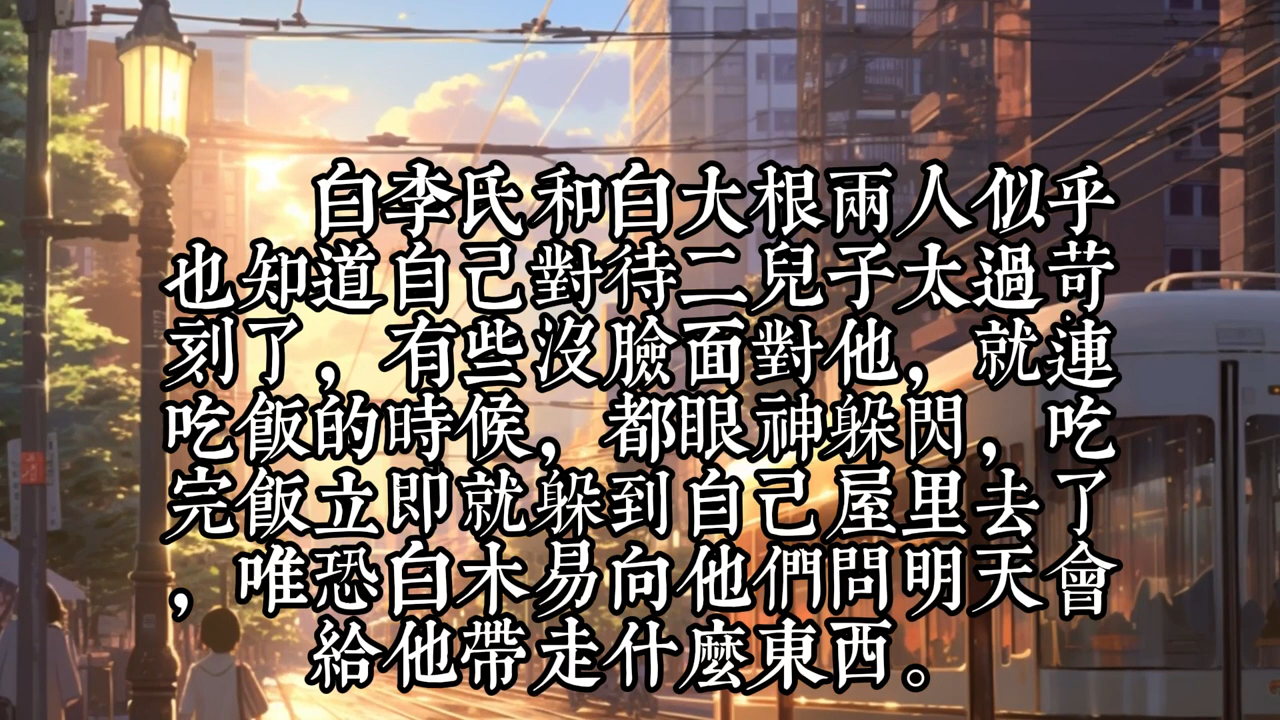 白李氏和白大根兩人似乎
也知道自己對待二兒子太過苛
刻了，有些沒臉面對他，就連
吃飯的時候，都眼神躲閃，吃
完飯立即就躲到自己屋里去了
，唯恐白木易向他們問明天會
給他帶走什麼東西。